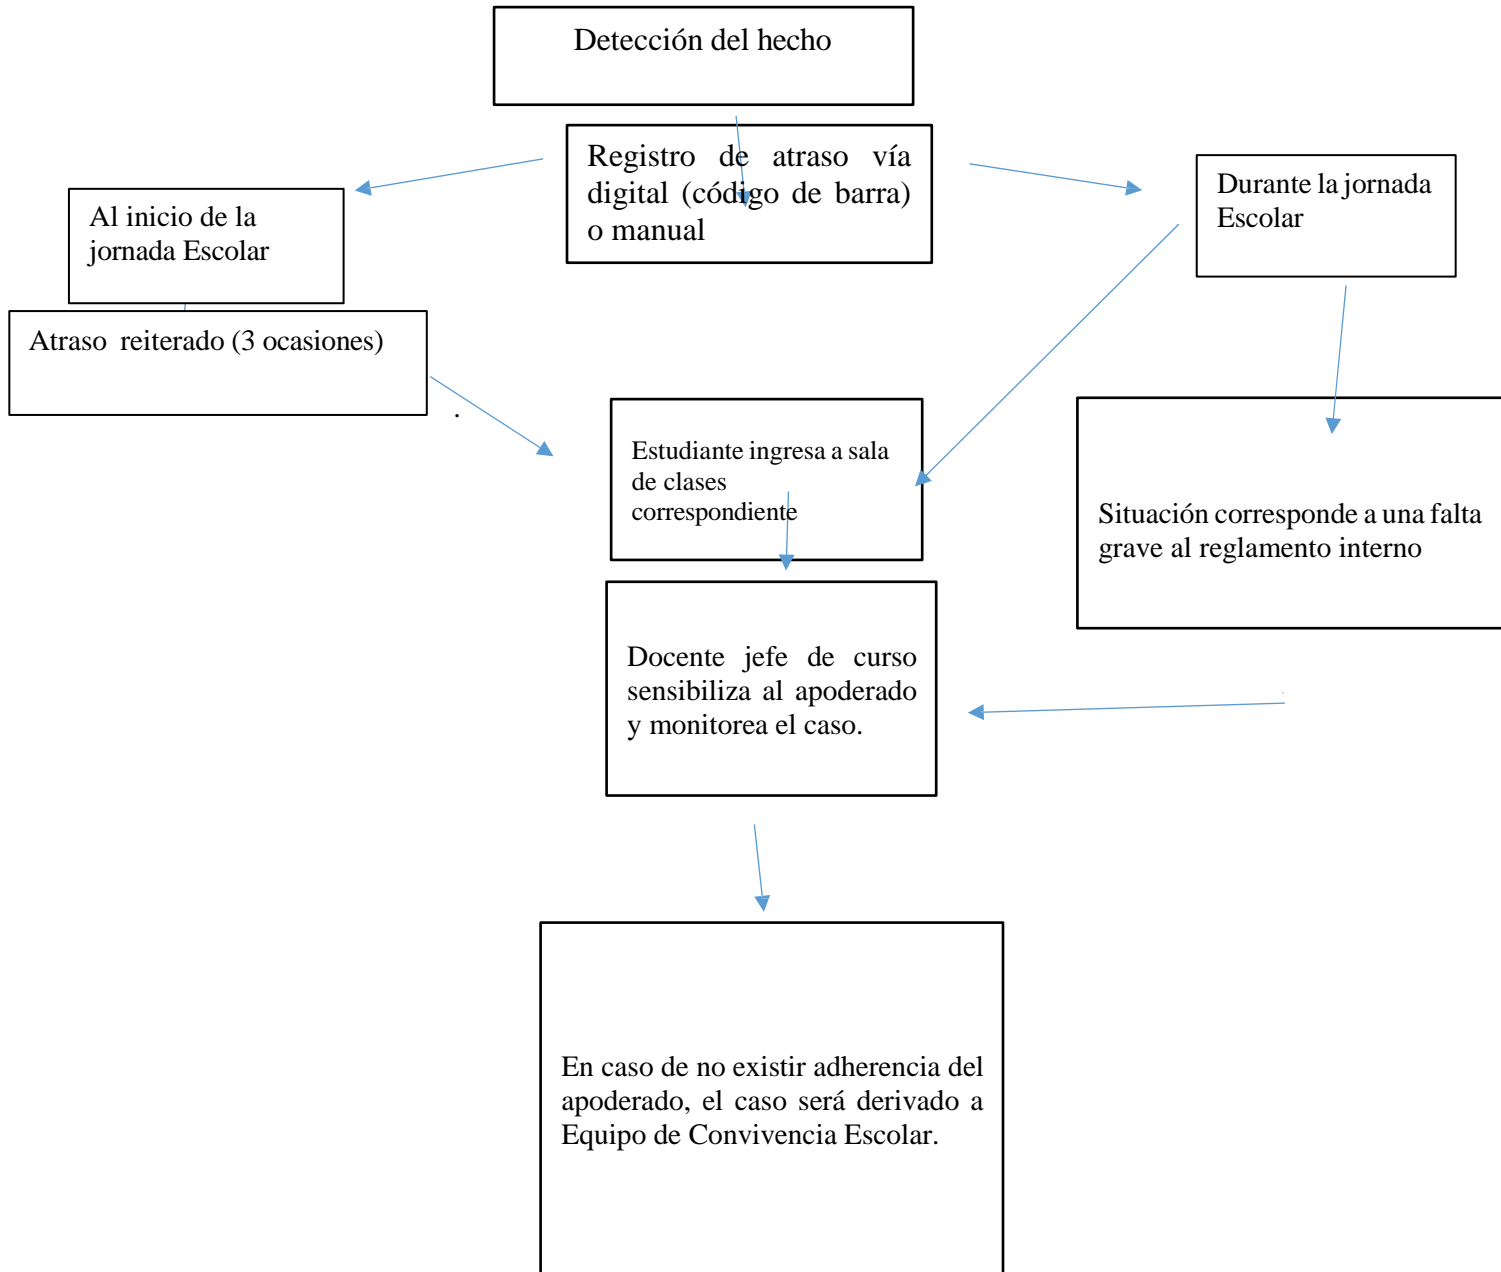 Detección del hecho
Registro de atraso vía
digital (código de barra)
o manual
Al inicio de la
jornada Escolar
Durante la jornada
Escolar
Atraso reiterado (3 ocasiones)
.
Estudiante ingresa a sala
de clases
correspondiente
Situación corresponde a una falta
grave al reglamento interno
Docente jefe de curso
sensibiliza al apoderado
y monitorea el caso.
En caso de no existir adherencia del
apoderado, el caso será derivado a
Equipo de Convivencia Escolar.